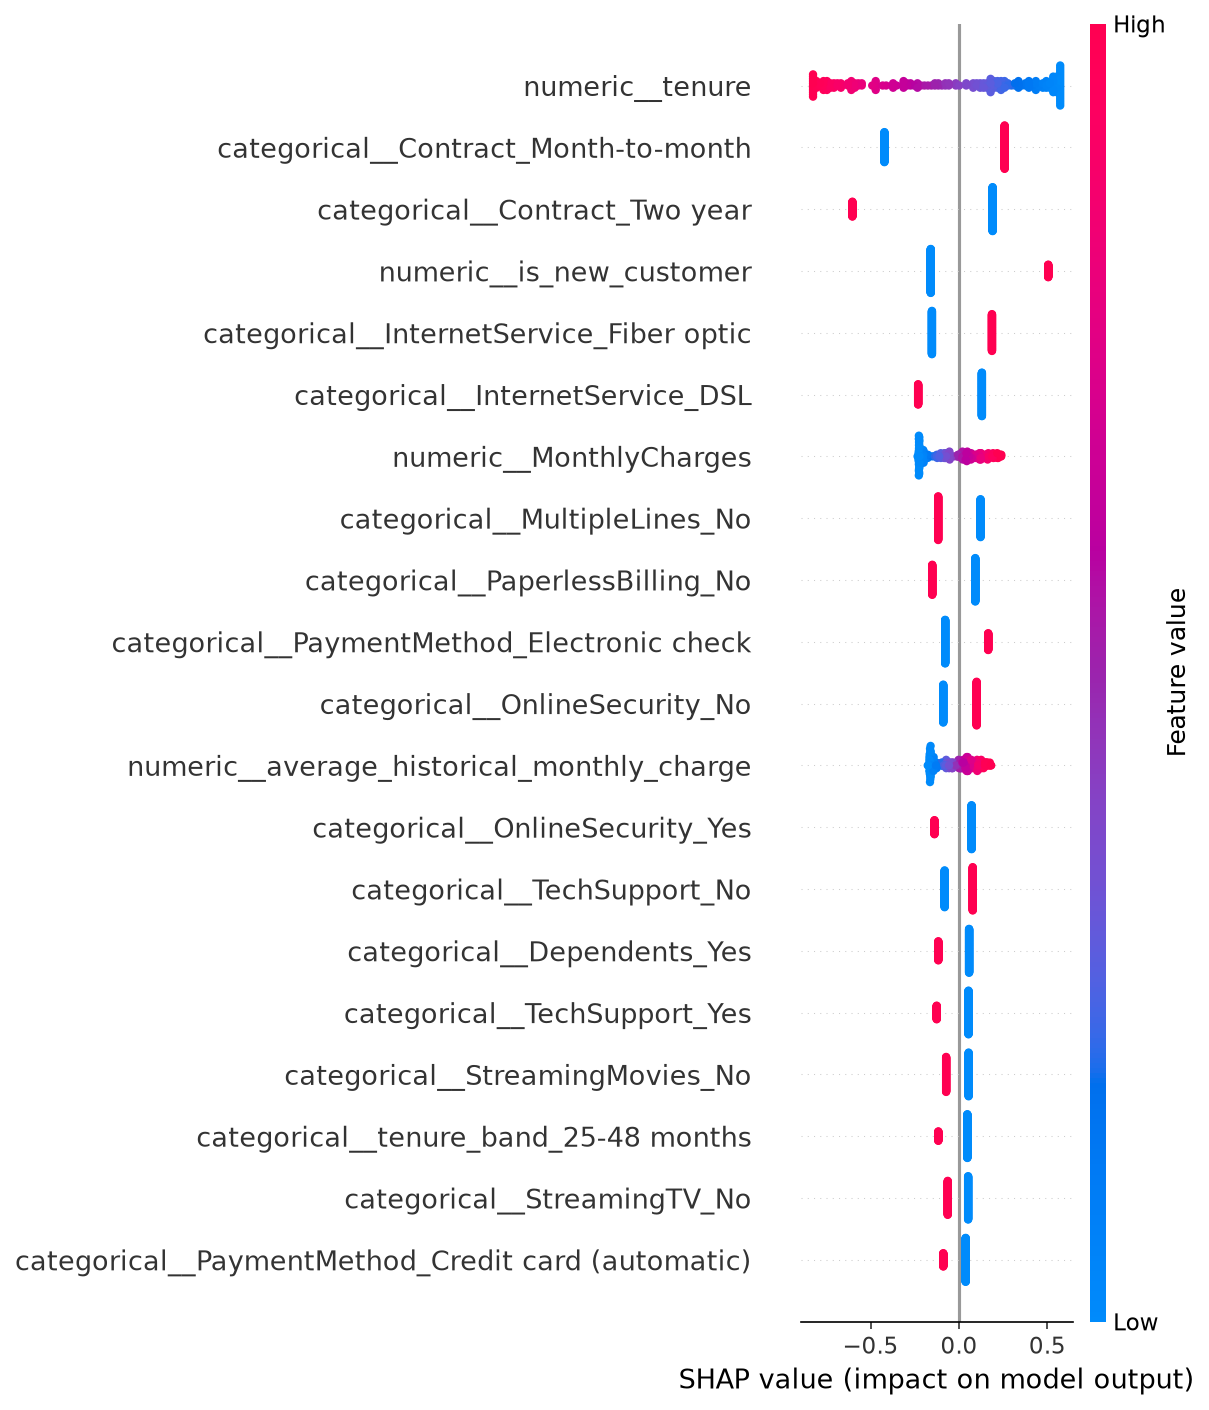 High
numeric__tenure
categorical__Contract_Month-to-month
categorical__Contract_Two year
numeric__is_new_customer
categorical__InternetService_Fiber optic
categorical__InternetService_DSL
numeric__MonthlyCharges
categorical__MultipleLines_No
categorical__PaperlessBilling_No
categorical__PaymentMethod_Electronic check
categorical__OnlineSecurity_No
numeric__average_historical_monthly_charge
categorical__OnlineSecurity_Yes
categorical__TechSupport_No
categorical__Dependents_Yes
categorical__TechSupport_Yes
categorical__StreamingMovies_No
categorical__tenure_band_25-48 months
categorical__StreamingTV_No
categorical__PaymentMethod_Credit card (automatic)
Feature value
Low
−0.5 0.0 0.5
SHAP value (impact on model output)